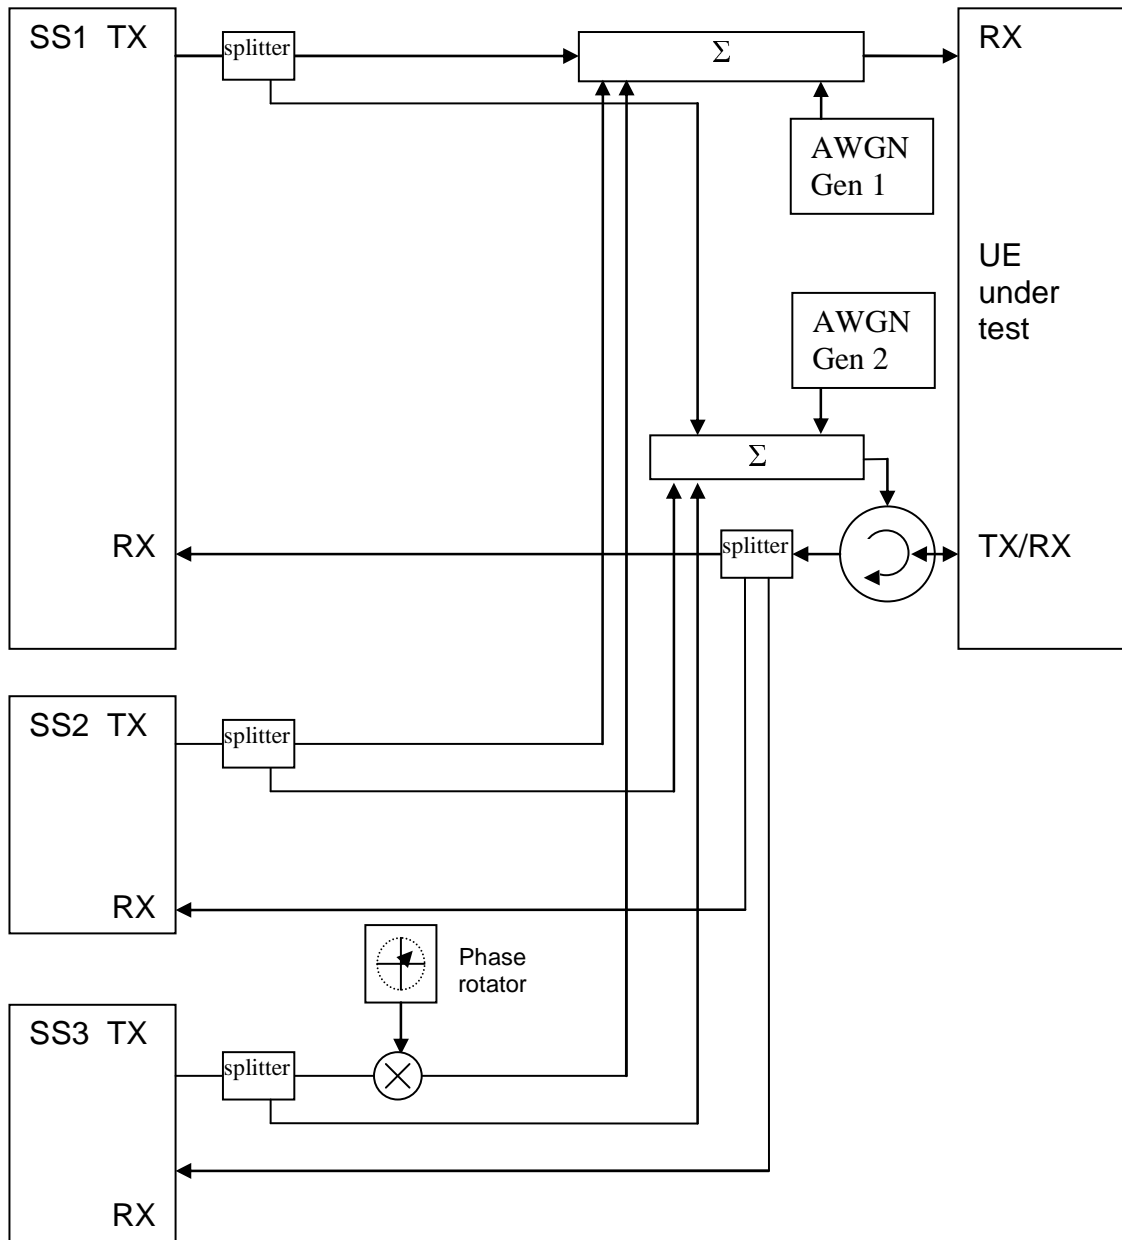 SS1 TX
splitter
Σ
RX
AWGN
Gen 1
UE
under
test
AWGN
Gen 2
Σ
RX
splitter
TX/RX
SS2 TX
splitter
RX
Phase
rotator
SS3 TX
splitter
RX